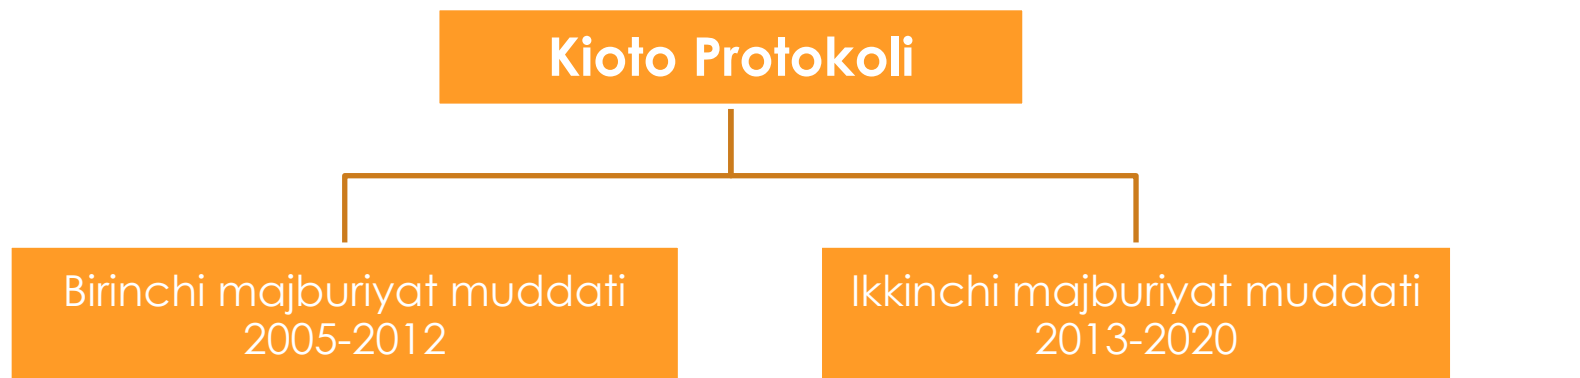 Kioto Protokoli
Birinchi majburiyat muddati
2005-2012
Ikkinchi majburiyat muddati
2013-2020